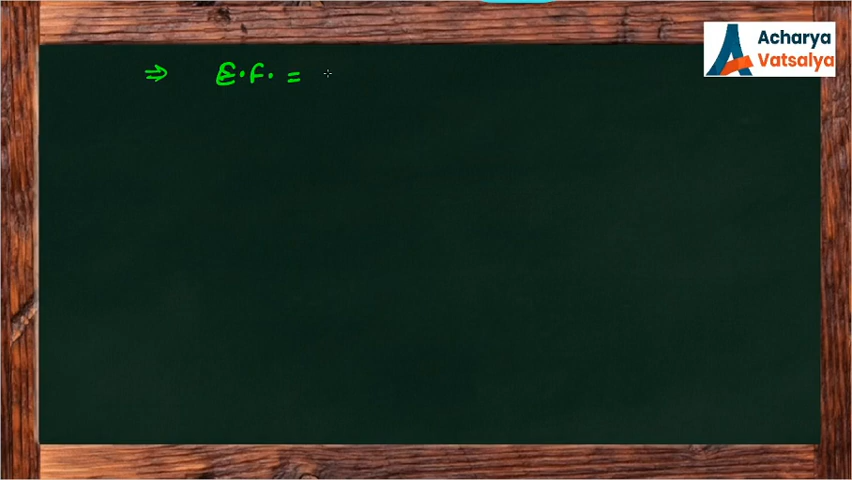 ⇒ E.F. =
Acharya
Vatsalya